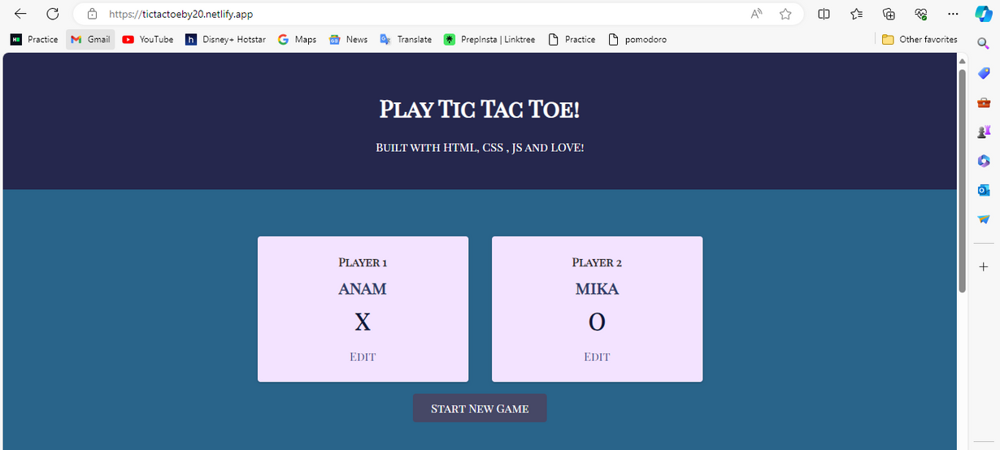 https://tictactoeby20.netlify.app
Practice Gmail YouTube Disney+ Hotstar Maps News Translate PrepInsta | Linktree Practice pomodoro Other favorites
Play Tic Tac Toe!
Built with HTML, CSS , JS and LOVE!
Player 1
ANAM
X
Edit
Player 2
MIKA
O
Edit
Start New Game